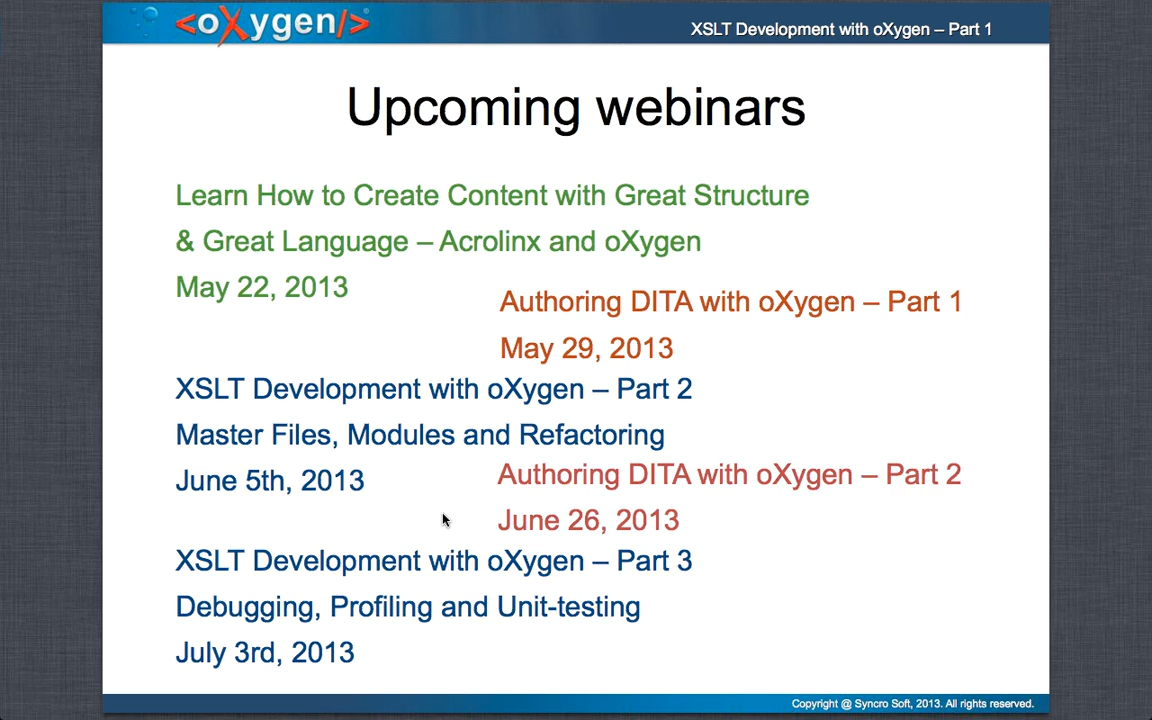 <oXygen/>®
XSLT Development with oXygen – Part 1
Upcoming webinars
Learn How to Create Content with Great Structure
& Great Language – Acrolinx and oXygen
May 22, 2013
Authoring DITA with oXygen – Part 1
May 29, 2013
XSLT Development with oXygen – Part 2
Master Files, Modules and Refactoring
June 5th, 2013
Authoring DITA with oXygen – Part 2
June 26, 2013
XSLT Development with oXygen – Part 3
Debugging, Profiling and Unit-testing
July 3rd, 2013
Copyright @ Syncro Soft, 2013. All rights reserved.